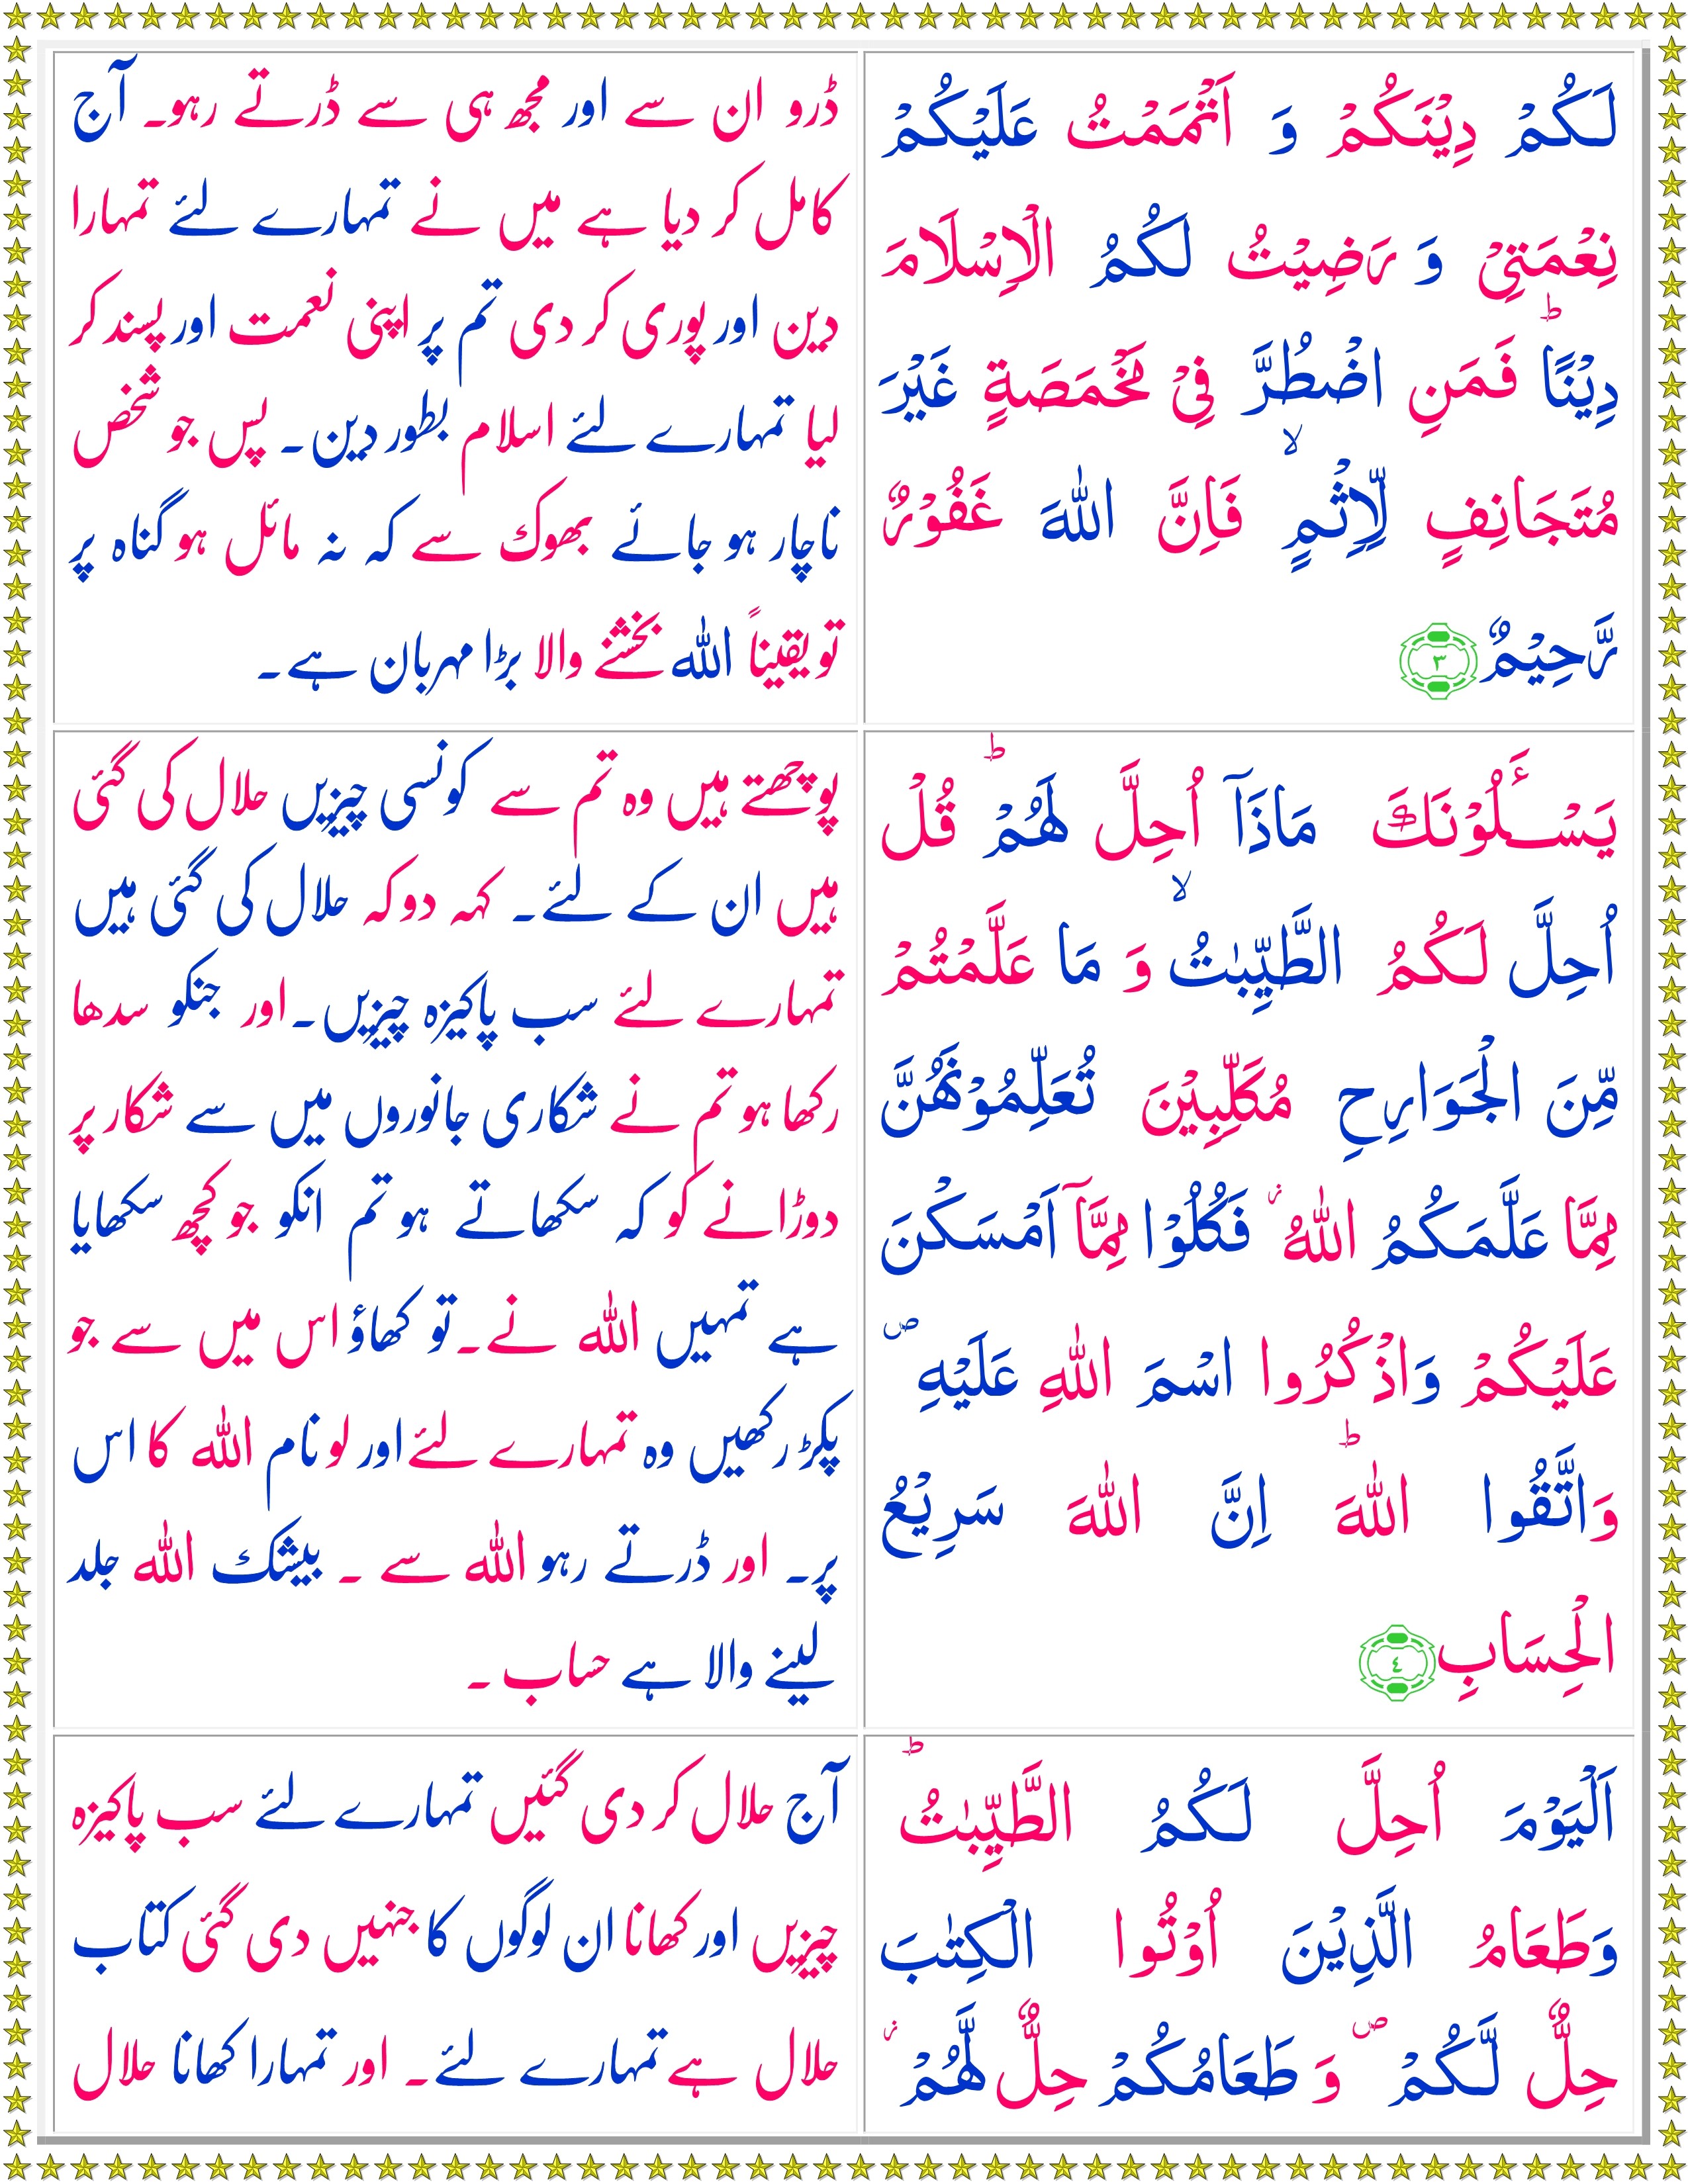 لَكُمْ دِيْنَكُمْ وَ اَتْمَمْتُ عَلَيْكُمْ
نِعْمَتِىْ وَ رَضِيْتُ لَكُمُ الْاِسْلَامَ
دِيْنًا ؕ فَمَنِ اضْطُرَّ فِىْ مَخْمَصَةٍ غَيْرَ
مُتَجَانِفٍ لِّاِثْمٍ ۙ فَاِنَّ اللّٰهَ غَفُوْرٌ
رَّحِيْمٌ ﴿۳﴾
ڈرو ان سے اور مجھ ہی سے ڈرتے رہو۔ آج
کامل کر دیا ہے میں نے تمہارے لئے تمہارا
دین اور پوری کر دی تم پر اپنی نعمت اور پسند کر
لیا تمہارے لئے اسلام بطور دین۔ پس جو شخص
ناچار ہو جائے بھوک سے کہ نہ مائل ہو گناہ پر
تو یقیناً اللہ بخشنے والا بڑا مہربان ہے۔
يَسْـَٔلُوْنَكَ مَاذَاۤ اُحِلَّ لَهُمْ ؕ قُلْ
اُحِلَّ لَـكُمُ الطَّيِّبٰتُ ۙ وَ مَا عَلَّمْتُمْ
مِّنَ الْجَـوَارِحِ مُكَلِّبِيْنَ تُعَلِّمُوْنَهُنَّ
مِمَّا عَلَّمَكُمُ اللّٰهُ ؗ فَكُلُوْا مِمَّاۤ اَمْسَكْنَ
عَلَيْكُمْ وَاذْكُرُوا اسْمَ اللّٰهِ عَلَيْهِ ۖ
وَاتَّقُوا اللّٰهَ ؕ اِنَّ اللّٰهَ سَرِيْعُ
الْحِسَابِ ﴿٤﴾
پوچھتے ہیں وہ تم سے کونسی چیزیں حلال کی گئی
ہیں ان کے لئے۔ کہہ دو کہ حلال کی گئی ہیں
تمہارے لئے سب پاکیزہ چیزیں۔ اور جنکو سدھا
رکھا ہو تم نے شکاری جانوروں میں سے شکار پر
دوڑانے کو کہ سکھاتے ہو تم انکو جو کچھ سکھایا
ہے تمہیں اللہ نے۔ تو کھاؤ اس میں سے جو
پکڑ رکھیں وہ تمہارے لئے اور لو نام اللہ کا اس
پر۔ اور ڈرتے رہو اللہ سے ۔ بیشک اللہ جلد
لینے والا ہے حساب ۔
اَلْيَوْمَ اُحِلَّ لَـكُمُ الطَّيِّبٰتُ ؕ
وَطَعَامُ الَّذِيْنَ اُوْتُوا الْكِتٰبَ
حِلٌّ لَّـكُمْ ۖ وَ طَعَامُكُمْ حِلٌّ لَّهُمْ ؗ
آج حلال کر دی گئیں تمہارے لئے سب پاکیزہ
چیزیں اور کھانا ان لوگوں کا جنہیں دی گئی کتاب
حلال ہے تمہارے لئے۔ اور تمہارا کھانا حلال